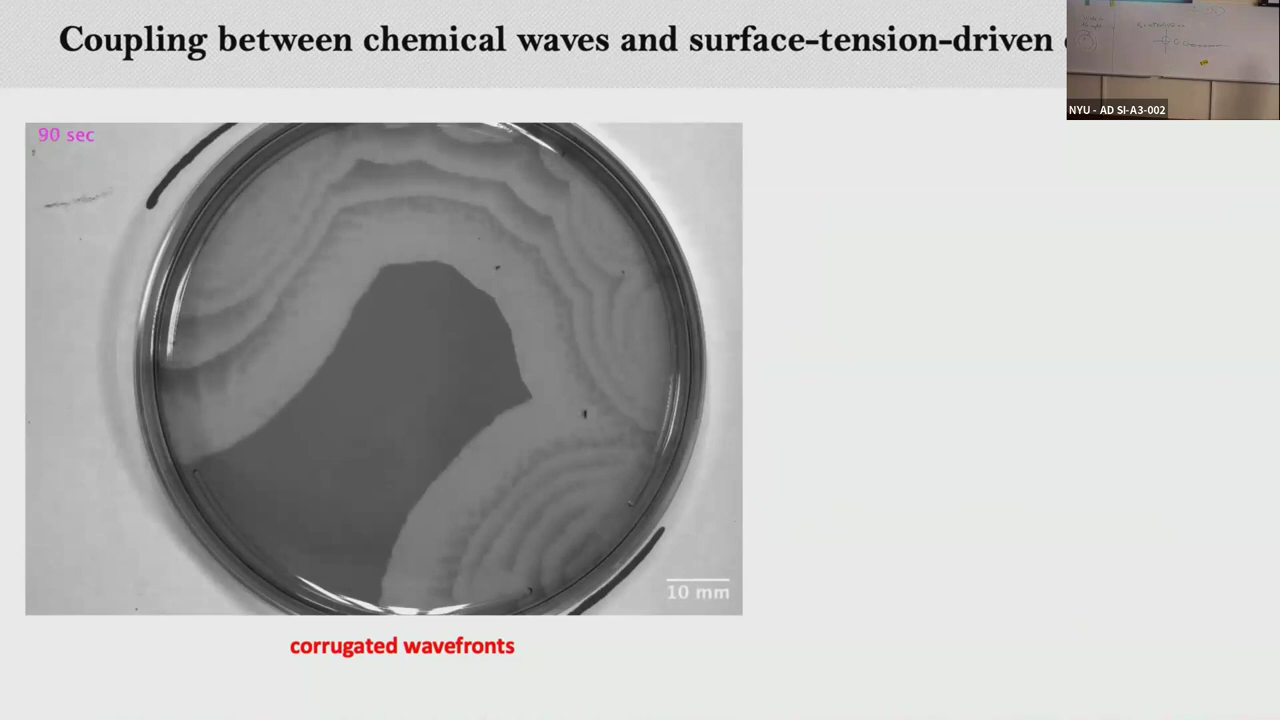 Coupling between chemical waves and surface-tension-driven
NYU - AD SI-A3-002
90 sec
10 mm
corrugated wavefronts